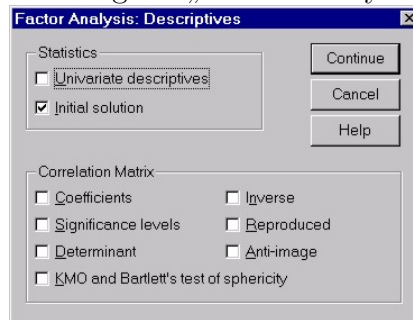 Factor Analysis: Descriptives
Statistics
Univariate descriptives
Initial solution
Continue
Cancel
Help
Correlation Matrix
Coefficients
Inverse
Significance levels
Reproduced
Determinant
Anti-image
KMO and Bartlett's test of sphericity